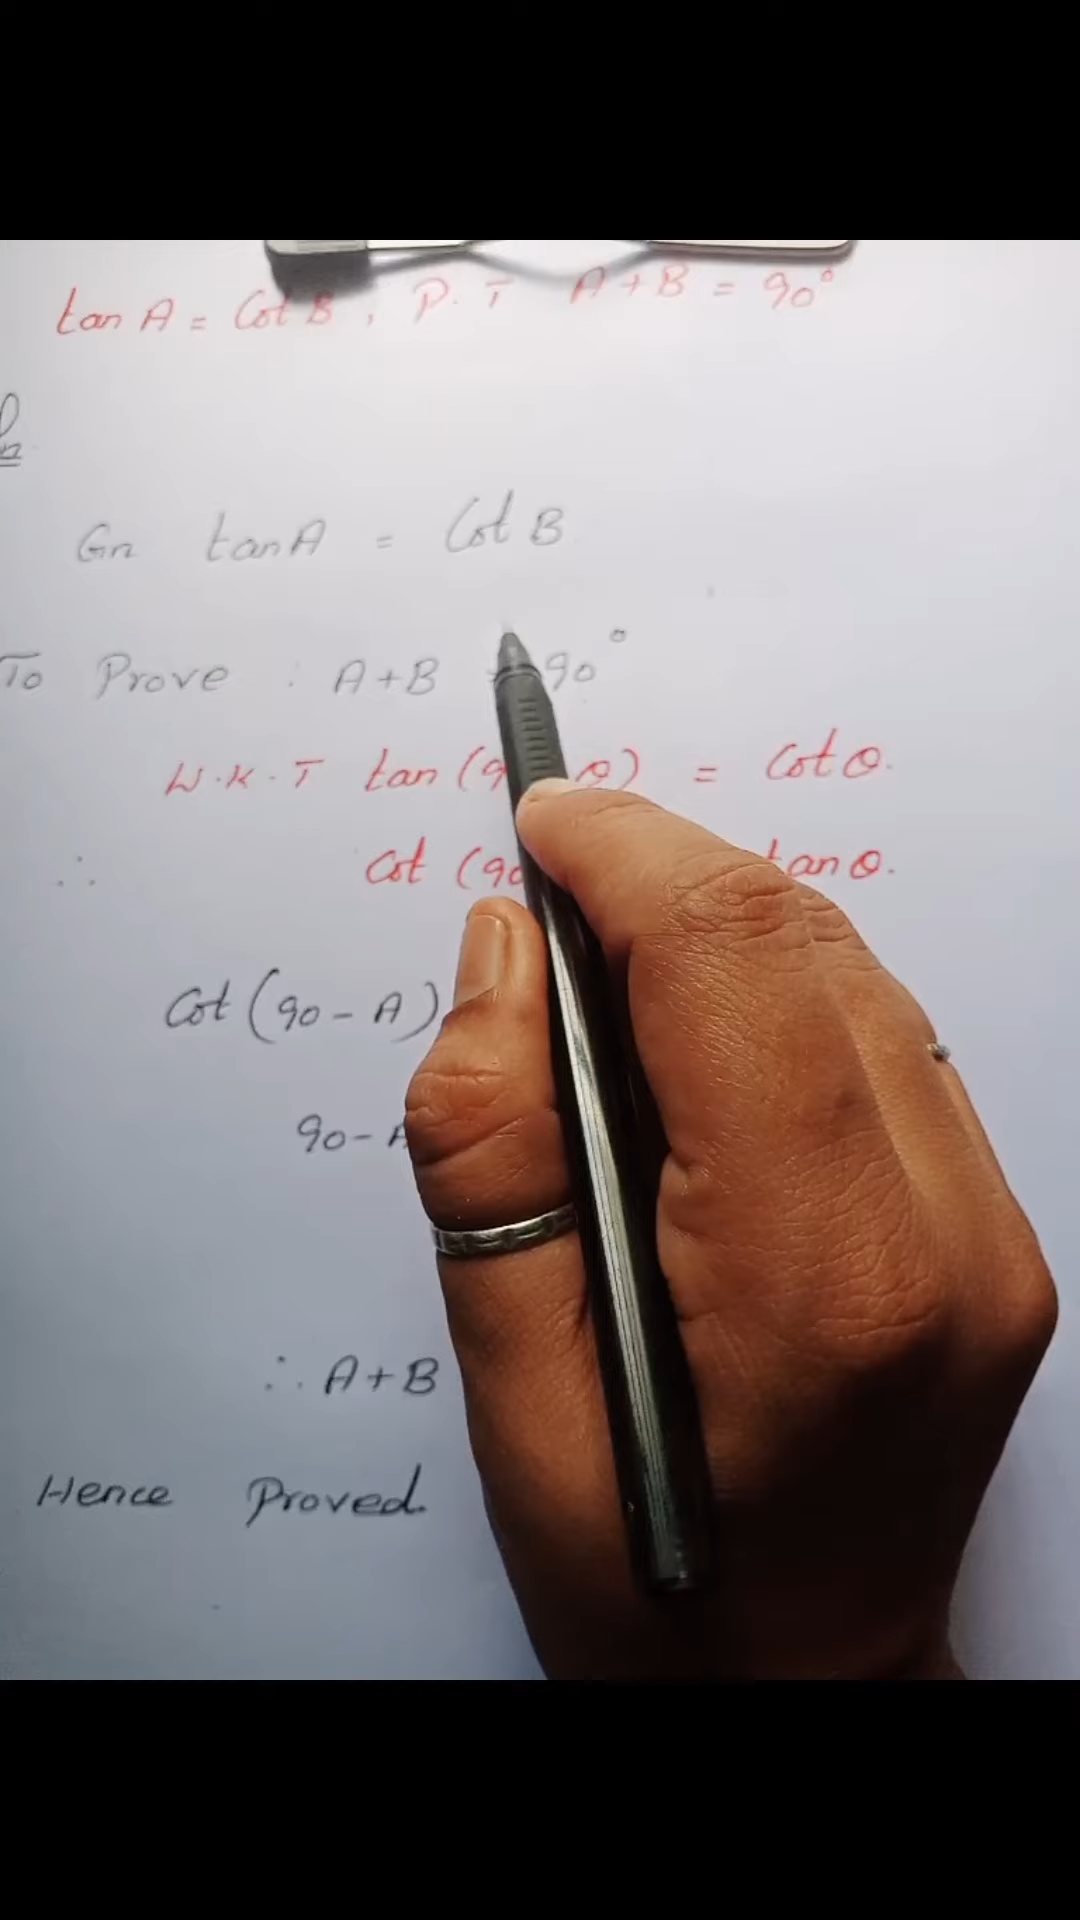 tan A = Cot B, P.T A+B = 90°
Gn tan A = Cot B
To Prove : A+B 90°
W.K.T tan (9 θ) = Cot θ.
∴ Cot (90 tan θ.
Cot (90 - A)
90 - A
∴ A+B
Hence Proved.